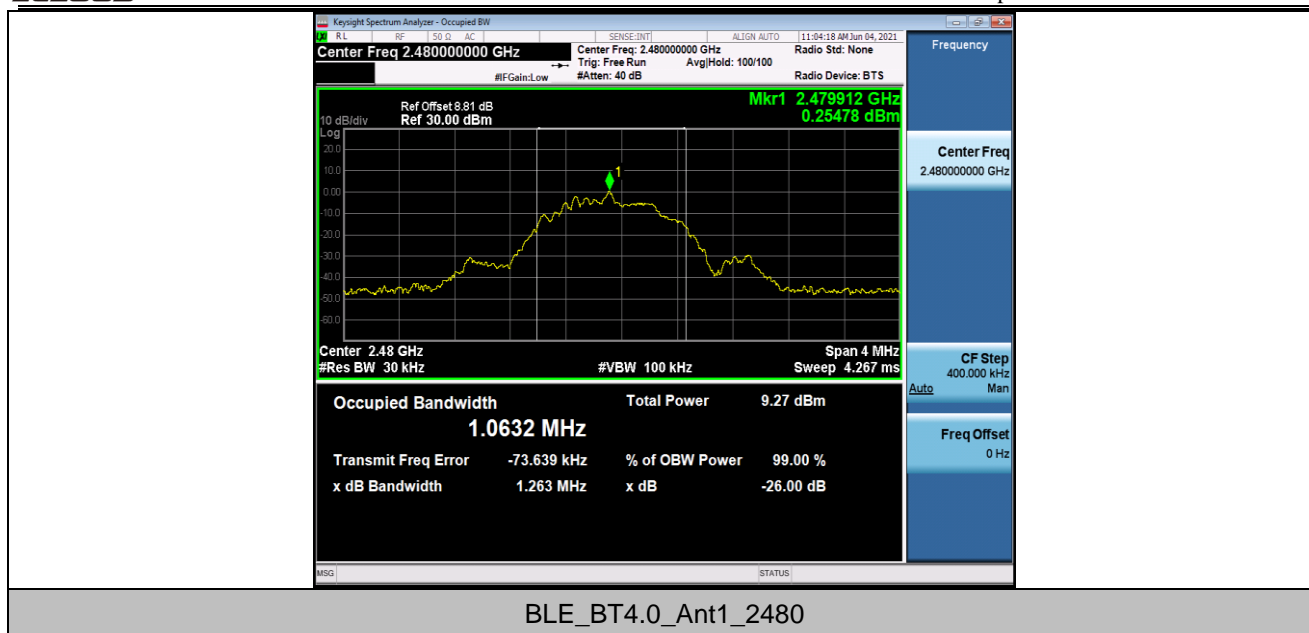 Keysight Spectrum Analyzer - Occupied BW
RL RF 50 Ω AC SENSE:INT ALIGN AUTO 11:04:18 AM Jun 04, 2021
Center Freq 2.480000000 GHz
Center Freq: 2.480000000 GHz
Radio Std: None
Trig: Free Run Avg|Hold: 100/100
#IFGain:Low #Atten: 40 dB Radio Device: BTS
Frequency
Mkr1 2.479912 GHz
0.25478 dBm
Ref Offset 8.81 dB
10 dB/div Ref 30.00 dBm
Log
20.0
10.0
0.00
-10.0
-20.0
-30.0
-40.0
-50.0
-60.0
1
Center 2.48 GHz Span 4 MHz
#Res BW 30 kHz #VBW 100 kHz Sweep 4.267 ms
Occupied Bandwidth Total Power 9.27 dBm
1.0632 MHz
Transmit Freq Error -73.639 kHz % of OBW Power 99.00 %
x dB Bandwidth 1.263 MHz x dB -26.00 dB
Center Freq
2.480000000 GHz
CF Step
400.000 kHz
Auto Man
Freq Offset
0 Hz
MSG STATUS
BLE_BT4.0_Ant1_2480